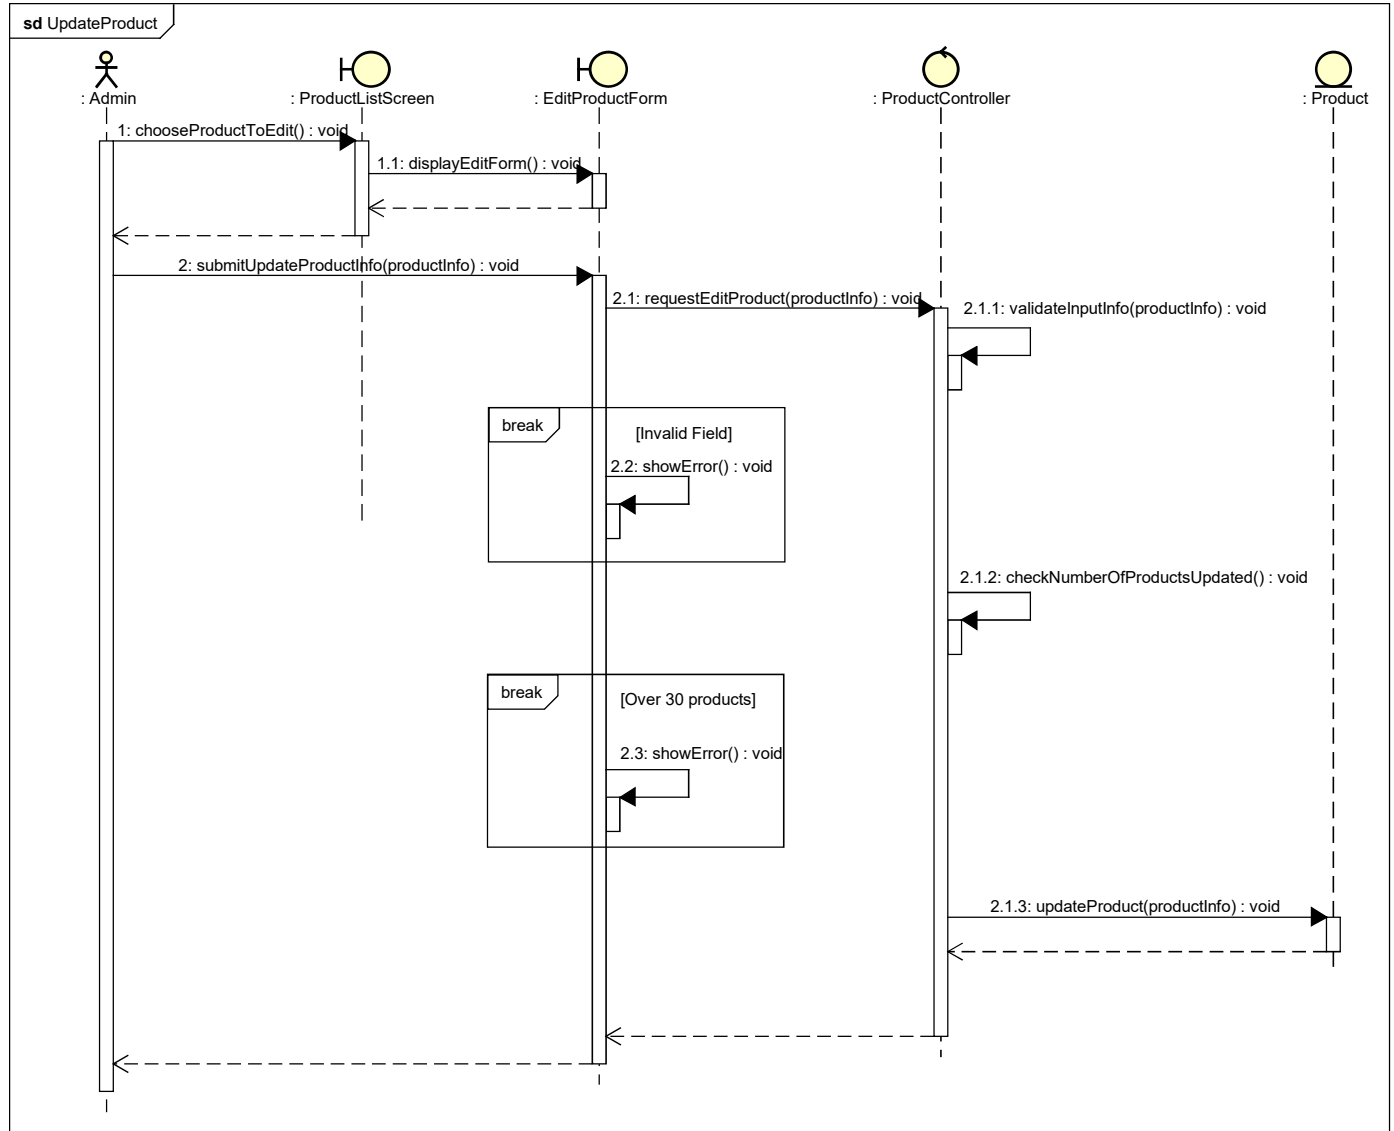 sd UpdateProduct
: Admin
: ProductListScreen
: EditProductForm
: ProductController
: Product
1: chooseProductToEdit() : void
1.1: displayEditForm() : void
2: submitUpdateProductInfo(productInfo) : void
2.1: requestEditProduct(productInfo) : void
2.1.1: validateInputInfo(productInfo) : void
break
[Invalid Field]
2.2: showError() : void
2.1.2: checkNumberOfProductsUpdated() : void
break
[Over 30 products]
2.3: showError() : void
2.1.3: updateProduct(productInfo) : void